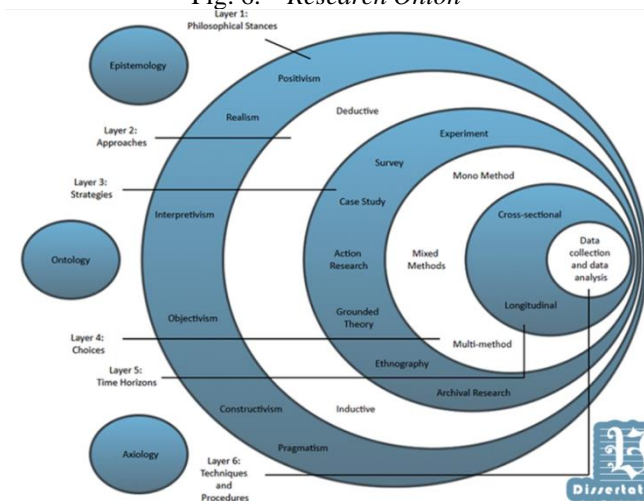 Fig. 6. Research Onion
Layer 1:
Philosophical Stances
Epistemology
Positivism
Realism
Deductive
Layer 2:
Approaches
Experiment
Survey
Mono Method
Layer 3:
Strategies
Case Study
Interpretivism
Cross-sectional
Ontology
Action
Research
Mixed
Methods
Data
collection
and data
analysis
Longitudinal
Objectivism
Grounded
Theory
Layer 4:
Choices
Multi-method
Ethnography
Layer 5:
Time Horizons
Archival Research
Constructivism
Inductive
Axiology
Pragmatism
Layer 6:
Techniques
and
Procedures